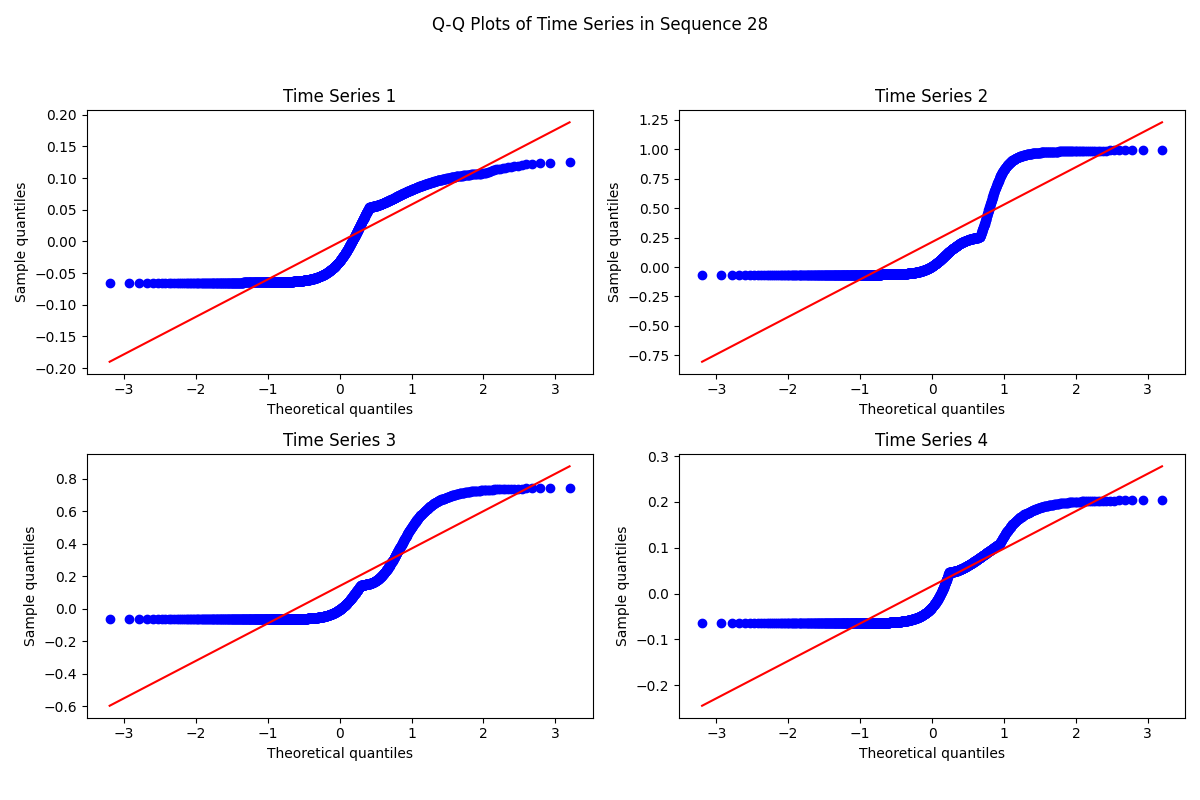 Q-Q Plots of Time Series in Sequence 28
Time Series 1
0.20
0.15
0.10
0.05
0.00
−0.05
−0.10
−0.15
−0.20
Sample quantiles
−3 −2 −1 0 1 2 3
Theoretical quantiles
Time Series 2
1.25
1.00
0.75
0.50
0.25
0.00
−0.25
−0.50
−0.75
Sample quantiles
−3 −2 −1 0 1 2 3
Theoretical quantiles
Time Series 3
0.8
0.6
0.4
0.2
0.0
−0.2
−0.4
−0.6
Sample quantiles
−3 −2 −1 0 1 2 3
Theoretical quantiles
Time Series 4
0.3
0.2
0.1
0.0
−0.1
−0.2
Sample quantiles
−3 −2 −1 0 1 2 3
Theoretical quantiles